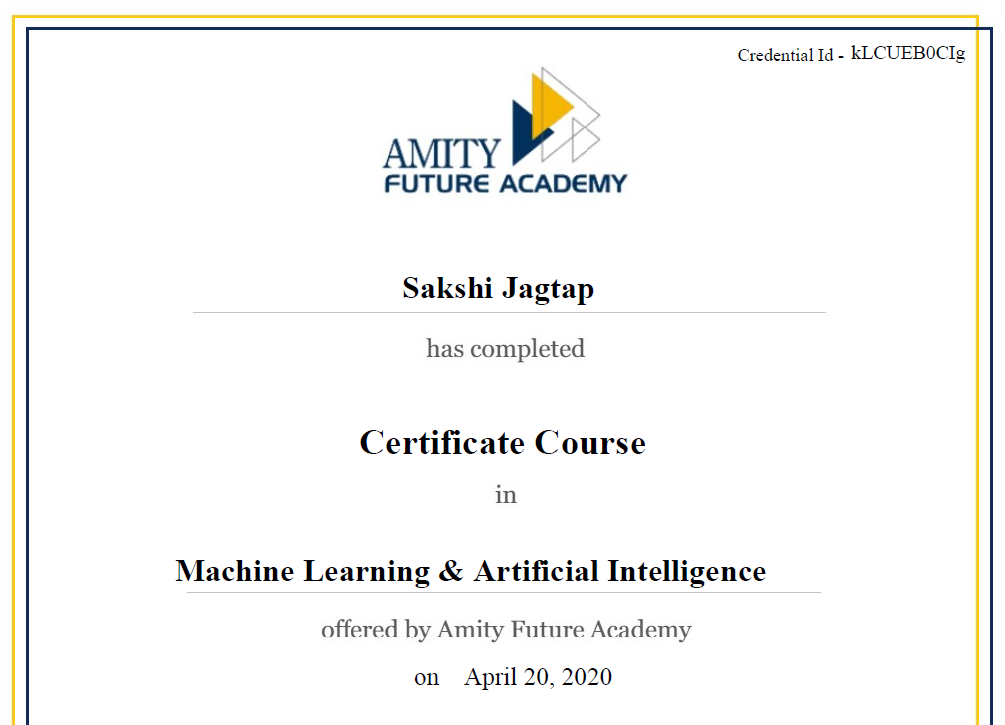 Credential Id - kLCUEB0CIg
AMITY
FUTURE ACADEMY
Sakshi Jagtap
has completed
Certificate Course
in
Machine Learning & Artificial Intelligence
offered by Amity Future Academy
on April 20, 2020